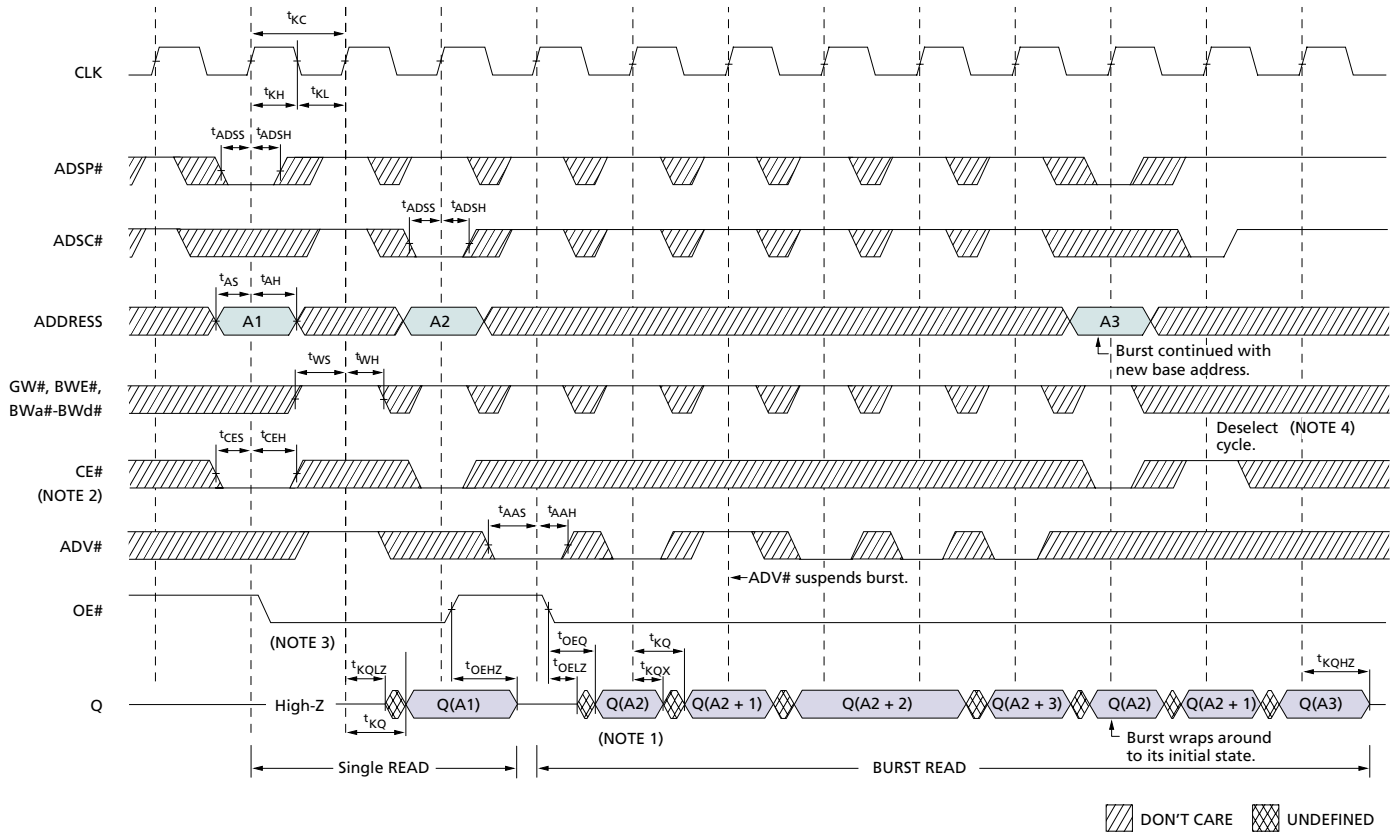 tKC
CLK
tKH tKL
tADSS tADSH
ADSP#
tADSS tADSH
ADSC#
tAS tAH
ADDRESS A1 A2 A3
Burst continued with
new base address.
tWS tWH
GW#, BWE#,
BWa#-BWd#
Deselect (NOTE 4)
cycle.
tCES tCEH
CE#
(NOTE 2)
tAAS tAAH
ADV#
ADV# suspends burst.
OE#
(NOTE 3)
tOEQ tKQ
tKQLZ tOEHZ tOELZ tKQX tKQHZ
Q High-Z Q(A1) Q(A2) Q(A2 + 1) Q(A2 + 2) Q(A2 + 3) Q(A2) Q(A2 + 1) Q(A3)
tKQ
(NOTE 1)
Burst wraps around
to its initial state.
Single READ BURST READ
DON'T CARE UNDEFINED